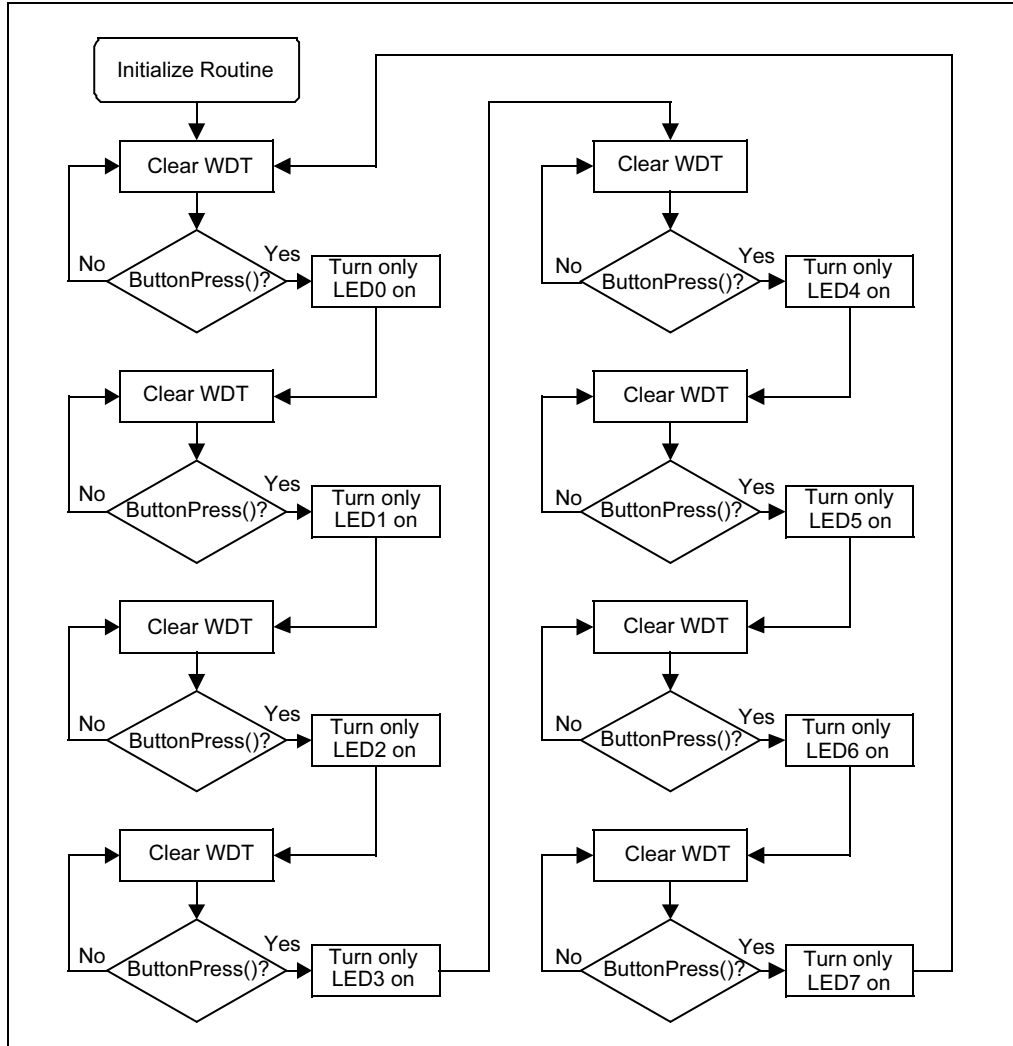 Initialize Routine
Clear WDT
No
ButtonPress()?
Yes
Turn only
LED0 on
Clear WDT
No
ButtonPress()?
Yes
Turn only
LED1 on
Clear WDT
No
ButtonPress()?
Yes
Turn only
LED2 on
Clear WDT
No
ButtonPress()?
Yes
Turn only
LED3 on
Clear WDT
No
ButtonPress()?
Yes
Turn only
LED4 on
Clear WDT
No
ButtonPress()?
Yes
Turn only
LED5 on
Clear WDT
No
ButtonPress()?
Yes
Turn only
LED6 on
Clear WDT
No
ButtonPress()?
Yes
Turn only
LED7 on